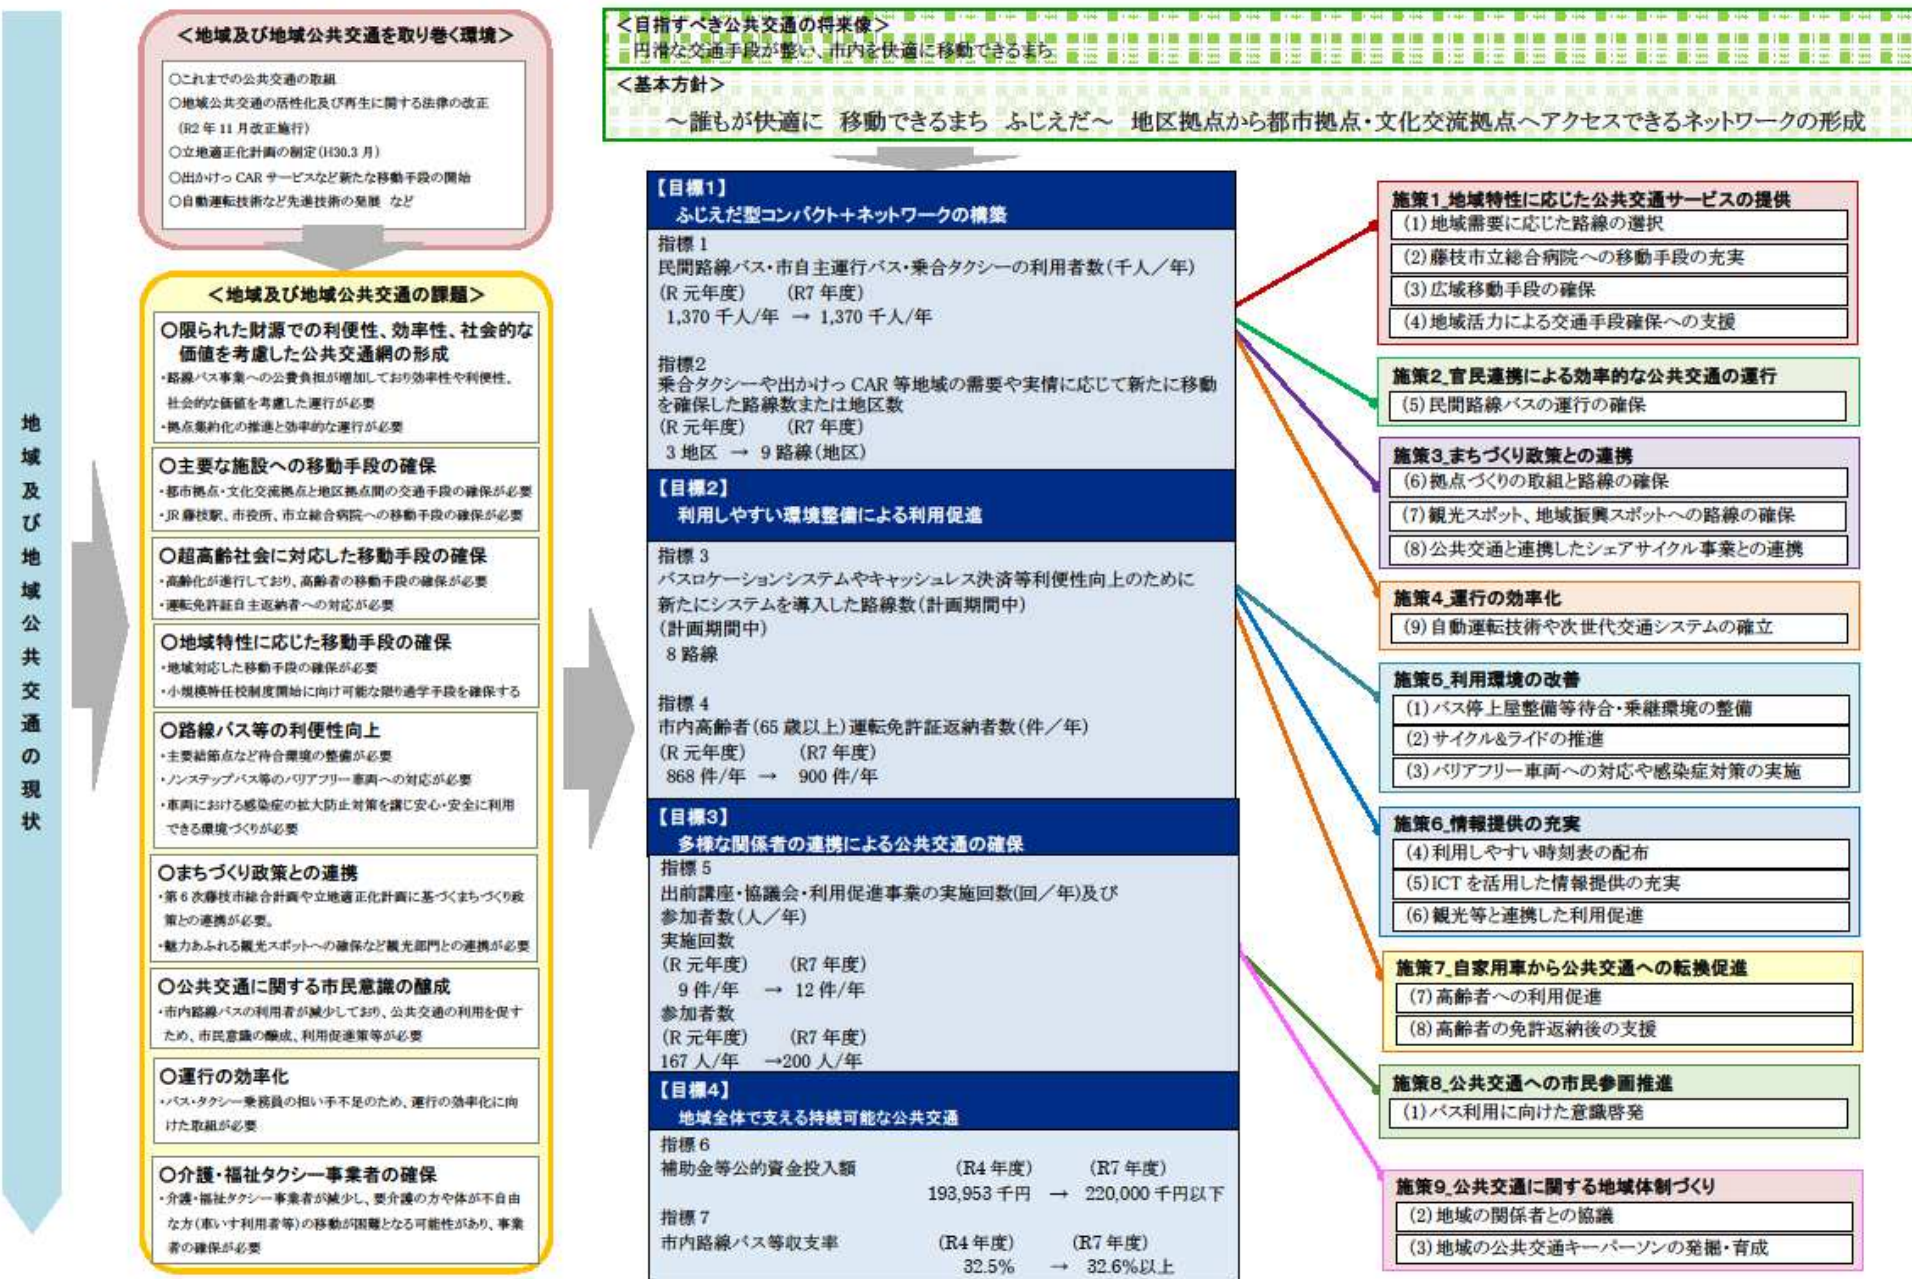 地域及び地域公共交通の現状
＜地域及び地域公共交通を取り巻く環境＞
○これまでの公共交通の取組
○地域公共交通の活性化及び再生に関する法律の改正
(R2 年 11 月改正施行)
○立地適正化計画の制定(H30.3 月)
○出かけっ CAR サービスなど新たな移動手段の開始
○自動運転技術など先進技術の発展 など
＜地域及び地域公共交通の課題＞
○限られた財源での利便性、効率性、社会的な
価値を考慮した公共交通網の形成
・路線バス事業への公費負担が増加しており効率性や利便性、
社会的な価値を考慮した運行が必要
・拠点集約化の推進と効率的な運行が必要
○主要な施設への移動手段の確保
・都市拠点・文化交流拠点と地区拠点間の交通手段の確保が必要
・JR 藤枝駅、市役所、市立総合病院への移動手段の確保が必要
○超高齢社会に対応した移動手段の確保
・高齢化が進行しており、高齢者の移動手段の確保が必要
・運転免許証自主返納者への対応が必要
○地域特性に応じた移動手段の確保
・地域対応した移動手段の確保が必要
・小規模特任校制度開始に向け可能な限り通学手段を確保する
○路線バス等の利便性向上
・主要結節点など待合環境の整備が必要
・ノンステップバス等のバリアフリー車両への対応が必要
・車両における感染症の拡大防止対策を講じ安心・安全に利用
できる環境づくりが必要
○まちづくり政策との連携
・第 6 次藤枝市総合計画や立地適正化計画に基づくまちづくり政
策との連携が必要。
・魅力あふれる観光スポットへの確保など観光部門との連携が必要
○公共交通に関する市民意識の醸成
・市内路線バスの利用者が減少しており、公共交通の利用を促す
ため、市民意識の醸成、利用促進策等が必要
○運行の効率化
・バス・タクシー乗務員の担い手不足のため、運行の効率化に向
けた取組が必要
○介護・福祉タクシー事業者の確保
・介護・福祉タクシー事業者が減少し、要介護の方や体が不自由
な方(車いす利用者等)の移動が困難となる可能性があり、事業
者の確保が必要
＜目指すべき公共交通の将来像＞
円滑な交通手段が整い、市内を快適に移動できるまち
＜基本方針＞
～誰もが快適に 移動できるまち ふじえだ～ 地区拠点から都市拠点・文化交流拠点へアクセスできるネットワークの形成
【目標1】
ふじえだ型コンパクト＋ネットワークの構築
指標 1
民間路線バス・市自主運行バス・乗合タクシーの利用者数(千人／年)
(R 元年度) (R7 年度)
1,370 千人/年 → 1,370 千人/年
指標2
乗合タクシーや出かけっ CAR 等地域の需要や実情に応じて新たに移動
を確保した路線数または地区数
(R 元年度) (R7 年度)
3 地区 → 9 路線(地区)
【目標2】
利用しやすい環境整備による利用促進
指標 3
バスロケーションシステムやキャッシュレス決済等利便性向上のために
新たにシステムを導入した路線数(計画期間中)
(計画期間中)
8 路線
指標 4
市内高齢者(65 歳以上)運転免許証返納者数(件／年)
(R 元年度) (R7 年度)
868 件/年 → 900 件/年
【目標3】
多様な関係者の連携による公共交通の確保
指標 5
出前講座・協議会・利用促進事業の実施回数(回／年)及び
参加者数(人／年)
実施回数
(R 元年度) (R7 年度)
9 件/年 → 12 件/年
参加者数
(R 元年度) (R7 年度)
167 人/年 →200 人/年
【目標4】
地域全体で支える持続可能な公共交通
指標 6
補助金等公的資金投入額 (R4 年度) (R7 年度)
193,953 千円 → 220,000 千円以下
指標 7
市内路線バス等収支率 (R4 年度) (R7 年度)
32.5% → 32.6%以上
施策1_地域特性に応じた公共交通サービスの提供
(1)地域需要に応じた路線の選択
(2)藤枝市立総合病院への移動手段の充実
(3)広域移動手段の確保
(4)地域活力による交通手段確保への支援
施策2_官民連携による効率的な公共交通の運行
(5)民間路線バスの運行の確保
施策3_まちづくり政策との連携
(6)拠点づくりの取組と路線の確保
(7)観光スポット、地域振興スポットへの路線の確保
(8)公共交通と連携したシェアサイクル事業との連携
施策4_運行の効率化
(9)自動運転技術や次世代交通システムの確立
施策5_利用環境の改善
(1)バス停上屋整備等待合・乗継環境の整備
(2)サイクル&ライドの推進
(3)バリアフリー車両への対応や感染症対策の実施
施策6_情報提供の充実
(4)利用しやすい時刻表の配布
(5)ICT を活用した情報提供の充実
(6)観光等と連携した利用促進
施策7_自家用車から公共交通への転換促進
(7)高齢者への利用促進
(8)高齢者の免許返納後の支援
施策8_公共交通への市民参画推進
(1)バス利用に向けた意識啓発
施策9_公共交通に関する地域体制づくり
(2)地域の関係者との協議
(3)地域の公共交通キーパーソンの発掘・育成